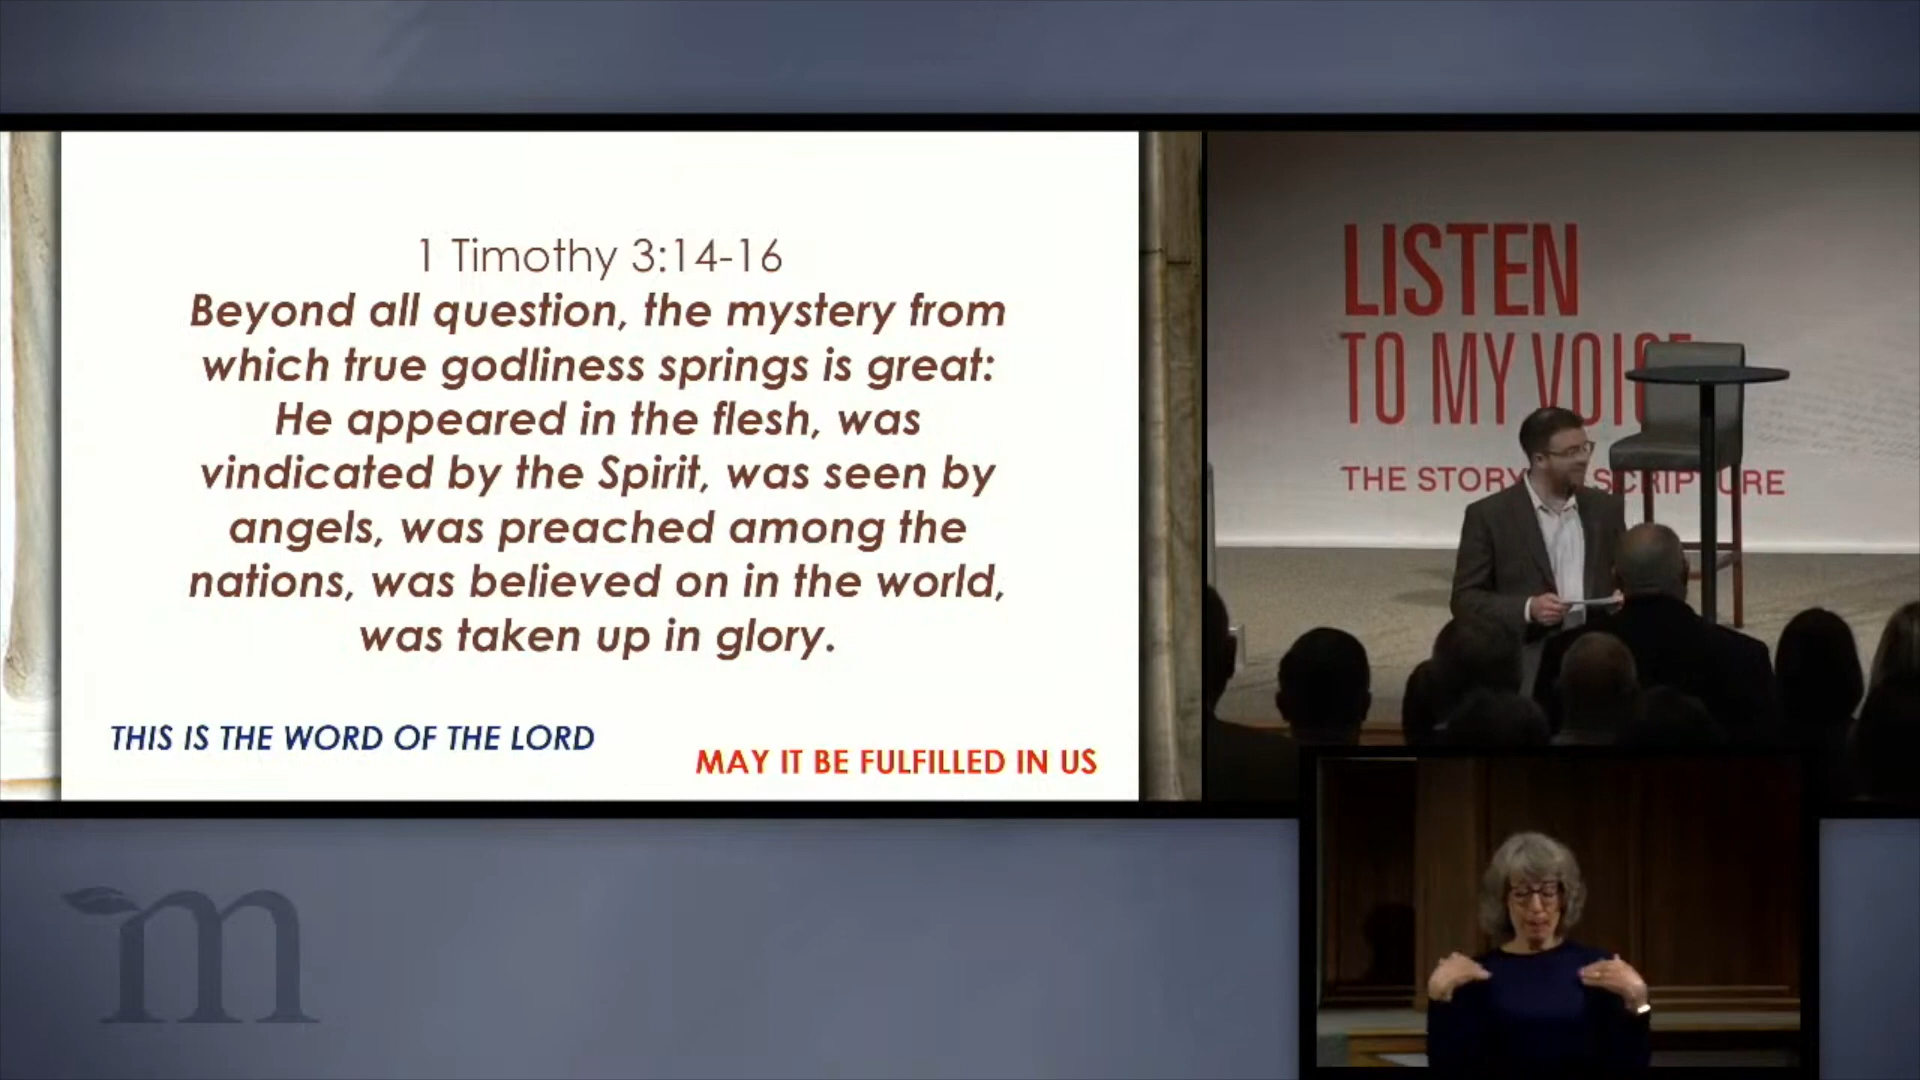 1 Timothy 3:14-16
Beyond all question, the mystery from
which true godliness springs is great:
He appeared in the flesh, was
vindicated by the Spirit, was seen by
angels, was preached among the
nations, was believed on in the world,
was taken up in glory.
THIS IS THE WORD OF THE LORD
MAY IT BE FULFILLED IN US
LISTEN
TO MY VOICE
THE STORY SCRIPTURE
m